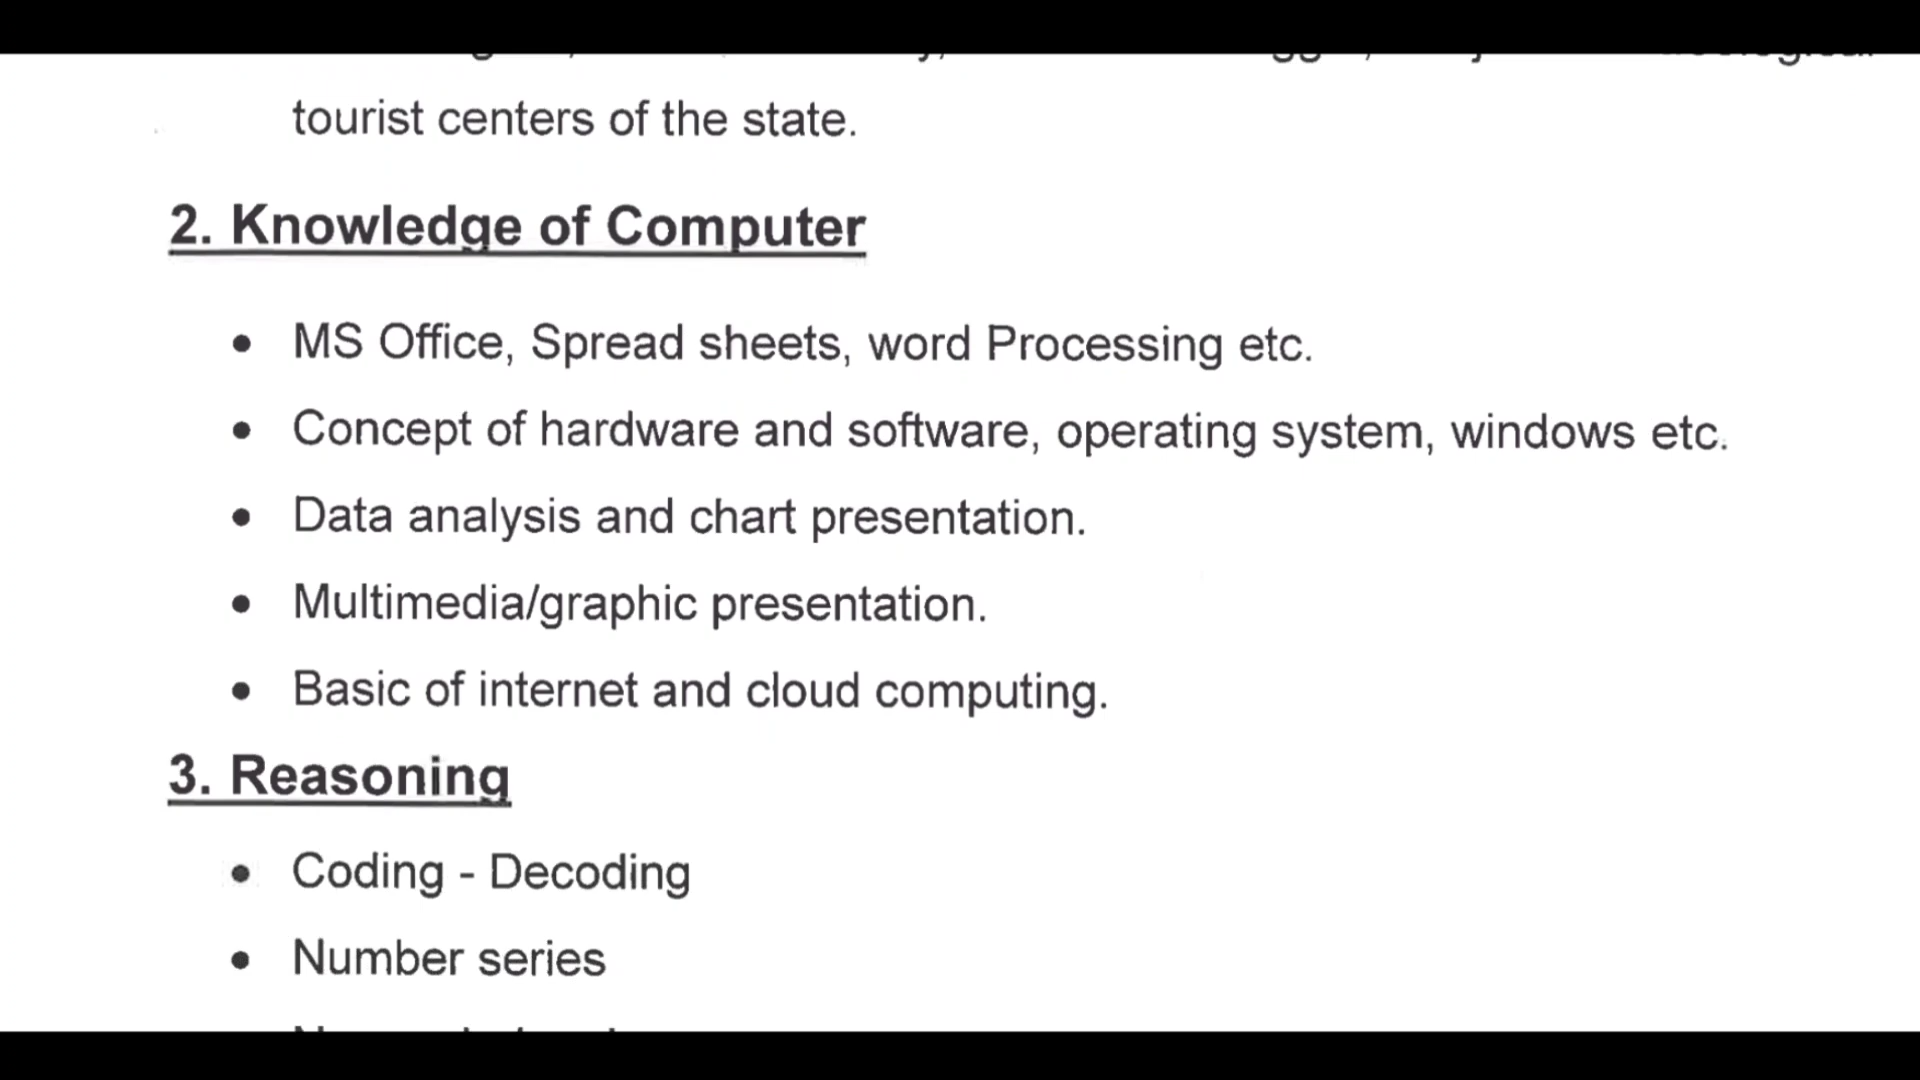 tourist centers of the state.
2. Knowledge of Computer
• MS Office, Spread sheets, word Processing etc.
• Concept of hardware and software, operating system, windows etc.
• Data analysis and chart presentation.
• Multimedia/graphic presentation.
• Basic of internet and cloud computing.
3. Reasoning
• Coding - Decoding
• Number series